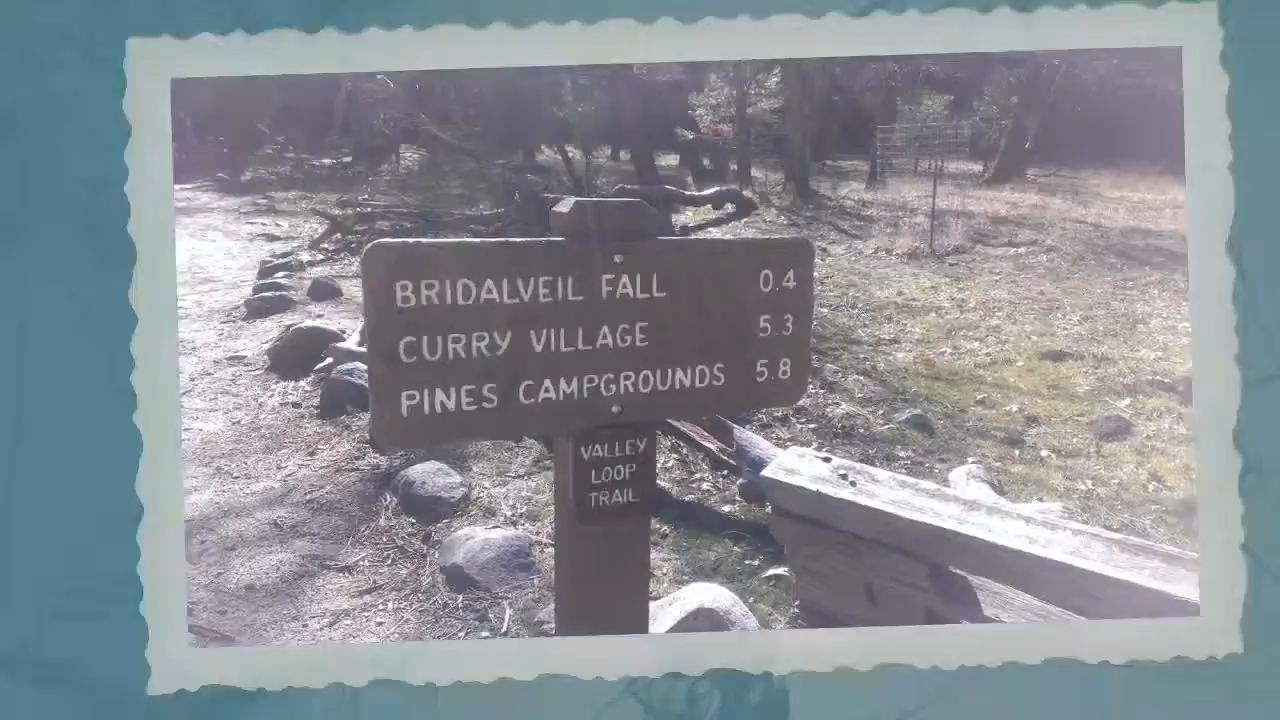 BRIDALVEIL FALL 0.4
CURRY VILLAGE 5.3
PINES CAMPGROUNDS 5.8
VALLEY
LOOP
TRAIL